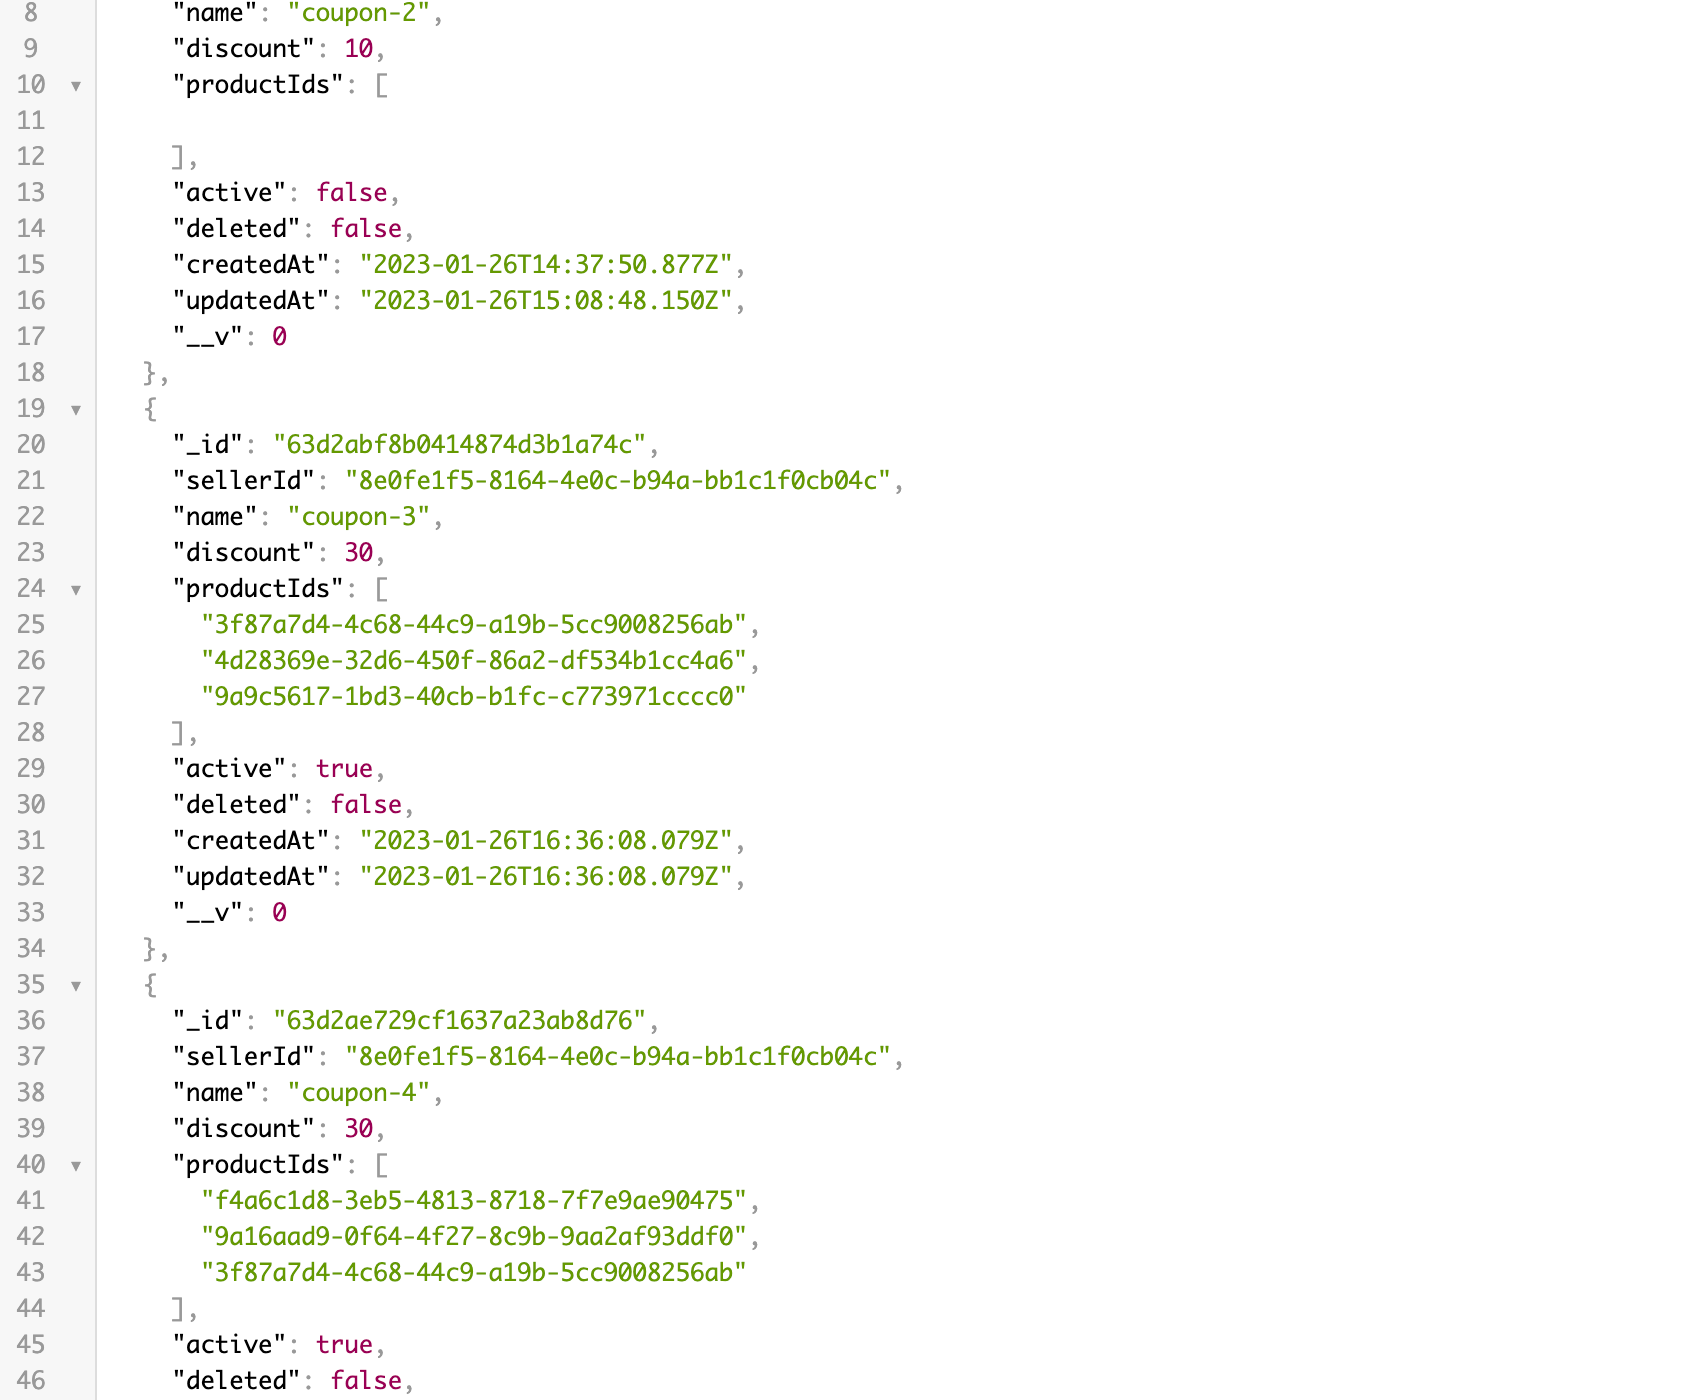 8 "name": "coupon-2",
9 "discount": 10,
10 ▼ "productIds": [
11
12 ],
13 "active": false,
14 "deleted": false,
15 "createdAt": "2023-01-26T14:37:50.877Z",
16 "updatedAt": "2023-01-26T15:08:48.150Z",
17 "__v": 0
18 },
19 ▼ {
20 "_id": "63d2abf8b0414874d3b1a74c",
21 "sellerId": "8e0fe1f5-8164-4e0c-b94a-bb1c1f0cb04c",
22 "name": "coupon-3",
23 "discount": 30,
24 ▼ "productIds": [
25 "3f87a7d4-4c68-44c9-a19b-5cc9008256ab",
26 "4d28369e-32d6-450f-86a2-df534b1cc4a6",
27 "9a9c5617-1bd3-40cb-b1fc-c773971cccc0"
28 ],
29 "active": true,
30 "deleted": false,
31 "createdAt": "2023-01-26T16:36:08.079Z",
32 "updatedAt": "2023-01-26T16:36:08.079Z",
33 "__v": 0
34 },
35 ▼ {
36 "_id": "63d2ae729cf1637a23ab8d76",
37 "sellerId": "8e0fe1f5-8164-4e0c-b94a-bb1c1f0cb04c",
38 "name": "coupon-4",
39 "discount": 30,
40 ▼ "productIds": [
41 "f4a6c1d8-3eb5-4813-8718-7f7e9ae90475",
42 "9a16aad9-0f64-4f27-8c9b-9aa2af93ddf0",
43 "3f87a7d4-4c68-44c9-a19b-5cc9008256ab"
44 ],
45 "active": true,
46 "deleted": false,